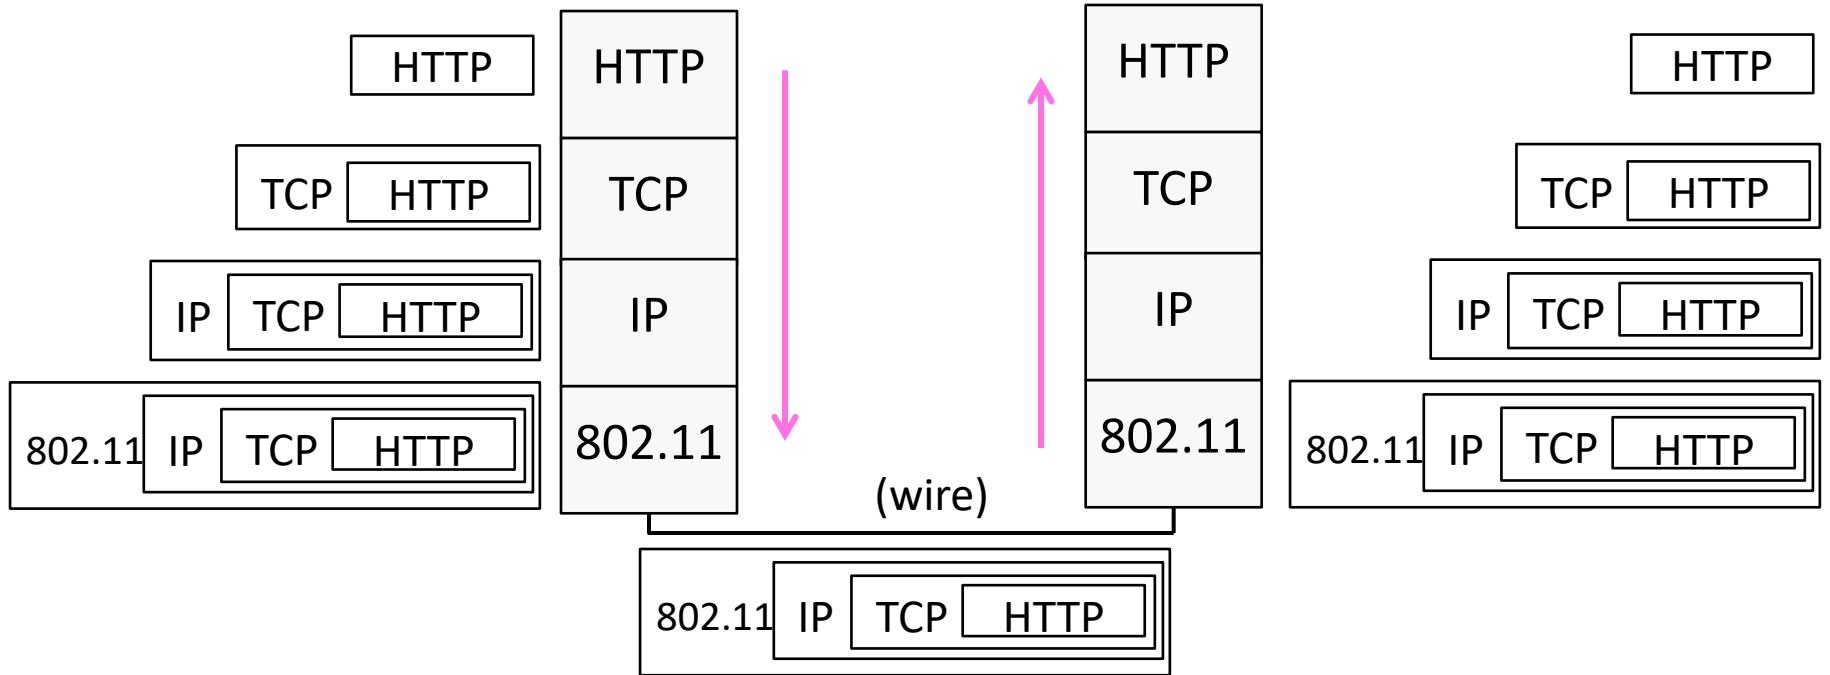 HTTP HTTP HTTP HTTP
TCP HTTP TCP TCP TCP HTTP
IP TCP HTTP IP IP IP TCP HTTP
802.11 IP TCP HTTP 802.11 802.11 802.11 IP TCP HTTP
(wire)
802.11 IP TCP HTTP